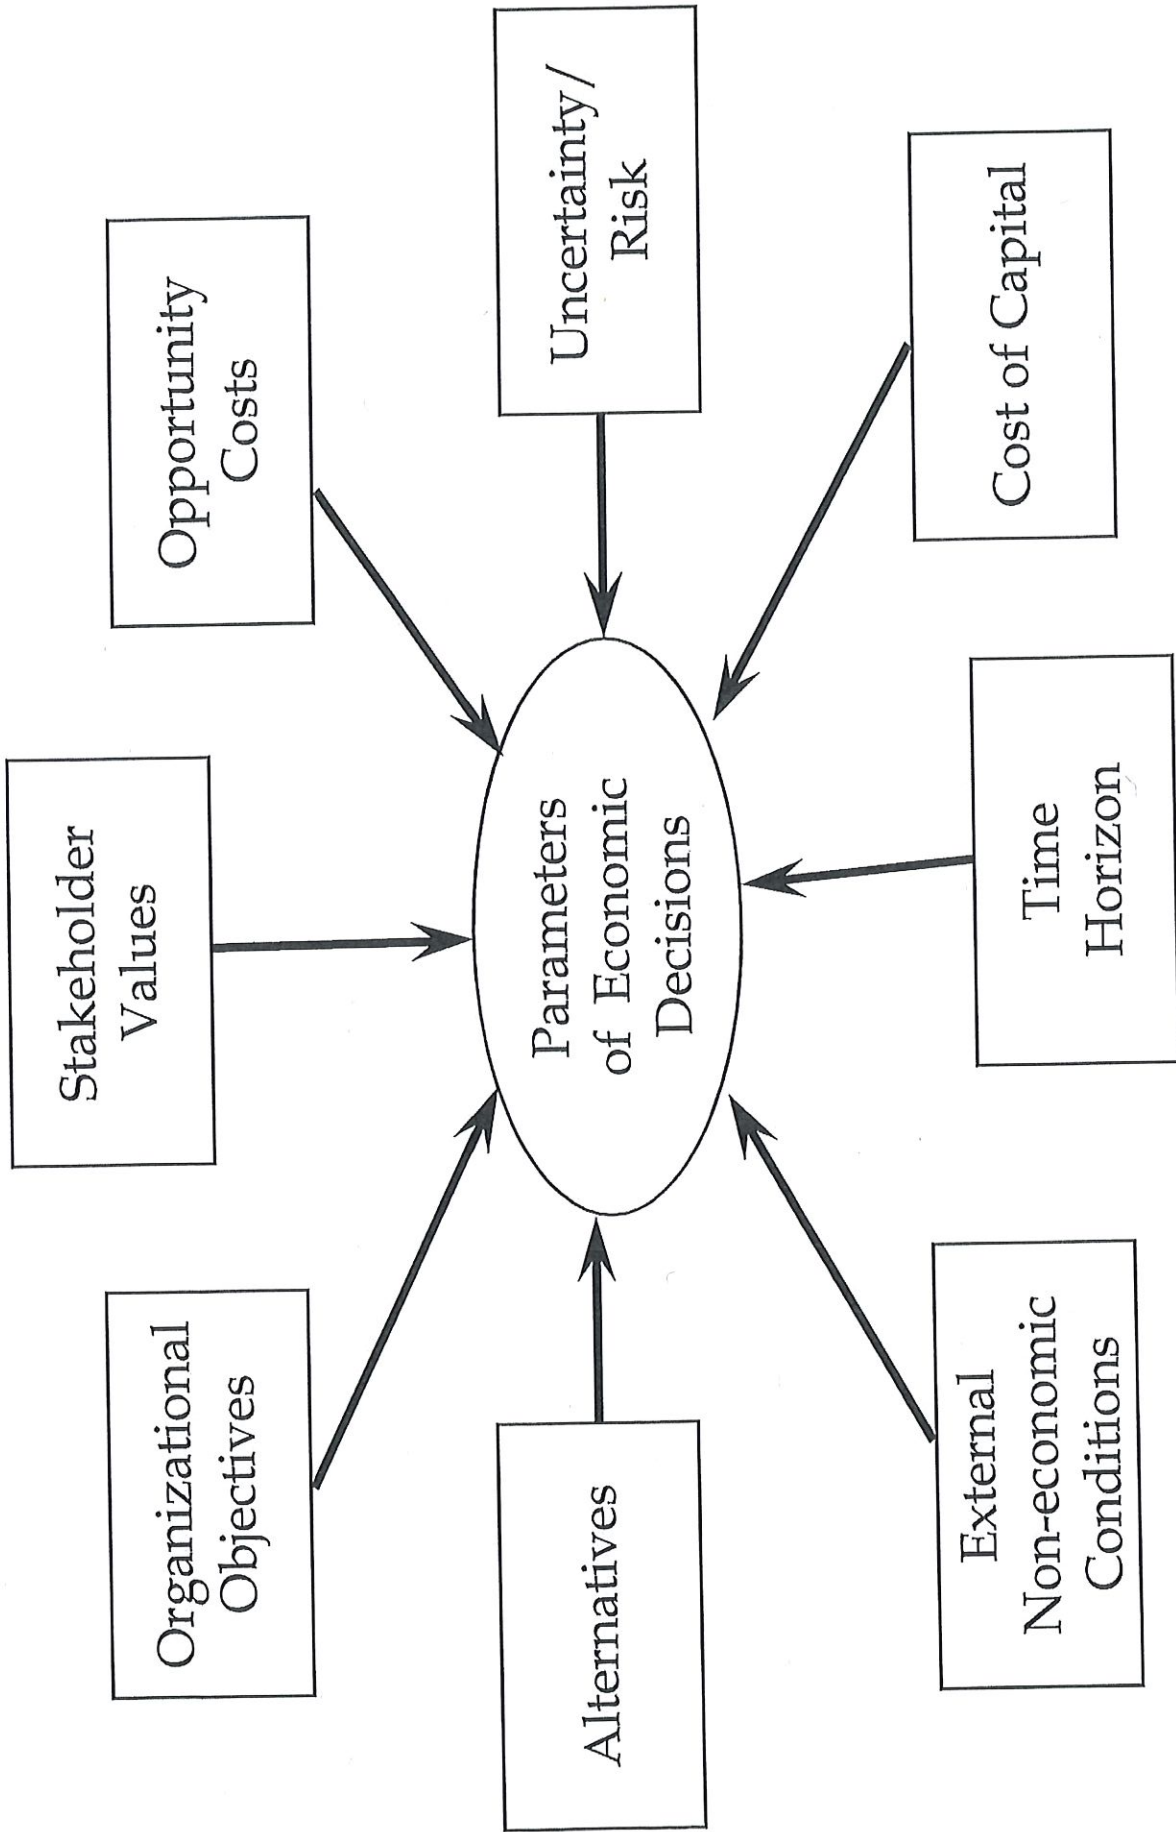 Stakeholder
Values
Organizational
Objectives
Opportunity
Costs
Alternatives
Parameters
of Economic
Decisions
Uncertainty/
Risk
External
Non-economic
Conditions
Time
Horizon
Cost of Capital